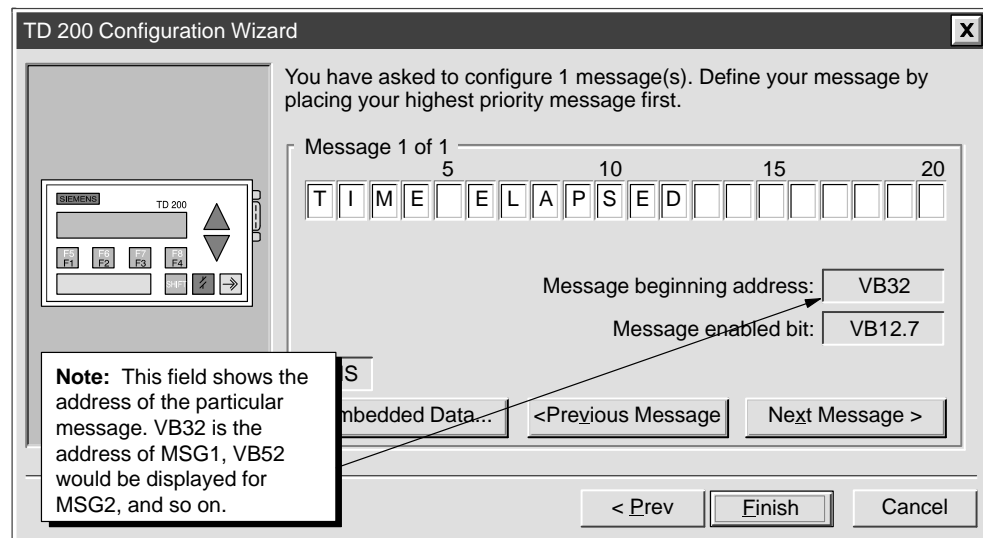 TD 200 Configuration Wizard X
You have asked to configure 1 message(s). Define your message by
placing your highest priority message first.
Message 1 of 1
5 10 15 20
T I M E E L A P S E D
SIEMENS
TD 200
F5 F6 F7 F8
F1 F2 F3 F4
SHIFT
Message beginning address: VB32
Message enabled bit: VB12.7
Note: This field shows the
address of the particular
message. VB32 is the
address of MSG1, VB52
would be displayed for
MSG2, and so on.
S
mbedded Data... <Previous Message Next Message >
< Prev Finish Cancel